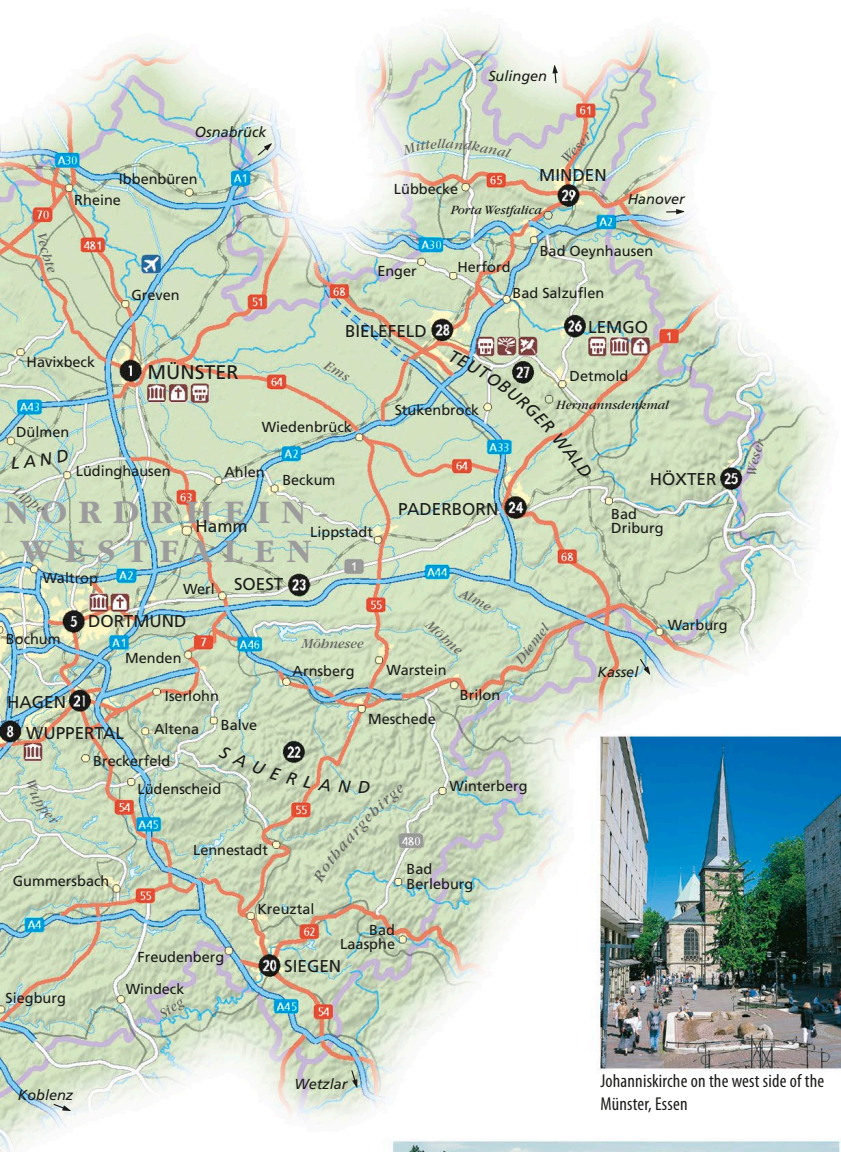 Sulingen
61
Osnabrück
Mittellandkanal
Weser
A30
Ibbenbüren
A1
MINDEN
65
Lübbecke
29
Rheine
Hanover
Porta Westfalica
70
A2
481
A30
Bad Oeynhausen
Vechte
Enger
Herford
68
Greven
51
Bad Salzuflen
BIELEFELD 28
26 LEMGO
1
Havixbeck
TEUTOBURGER WALD
27
1 MÜNSTER
Ems
64
Detmold
A43
Stukenbrock
Hermannsdenkmal
Dülmen
Wiedenbrück
A2
A33
LAND
Weser
Lüdinghausen
Ahlen
64
HÖXTER 25
Lippe
63
Beckum
NORDRHEIN-
WESTFALEN
PADERBORN 24
Bad
Driburg
Hamm
Lippstadt
68
1
Waltrop
A2
SOEST 23
A44
Werl
Alme
55
5 DORTMUND
Bochum
A1
7
A46
Möhnesee
Möhne
Diemel
Warburg
Menden
Arnsberg
Warstein
Kassel
HAGEN 21
Iserlohn
Brilon
8 WUPPERTAL
Altena
Balve
Meschede
22
SAUERLAND
Breckerfeld
Wupper
Lüdenscheid
Winterberg
54
55
Rothaargebirge
A45
480
Lennestadt
Gummersbach
Bad
Berleburg
55
Kreuztal
A4
62
Bad
Laasphe
Freudenberg
20 SIEGEN
Siegburg
Windeck
Sieg
A45
54
Wetzlar
Koblenz
Johanniskirche on the west side of the
Münster, Essen